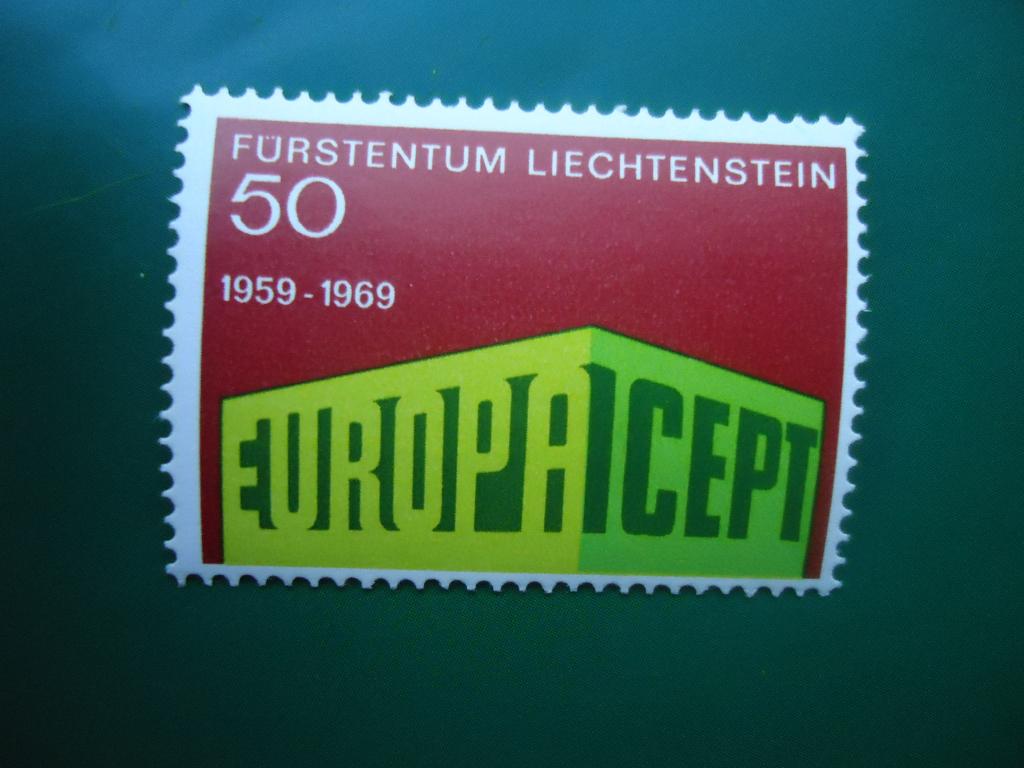 FÜRSTENTUM LIECHTENSTEIN
50
1959 - 1969
EUROPA CEPT